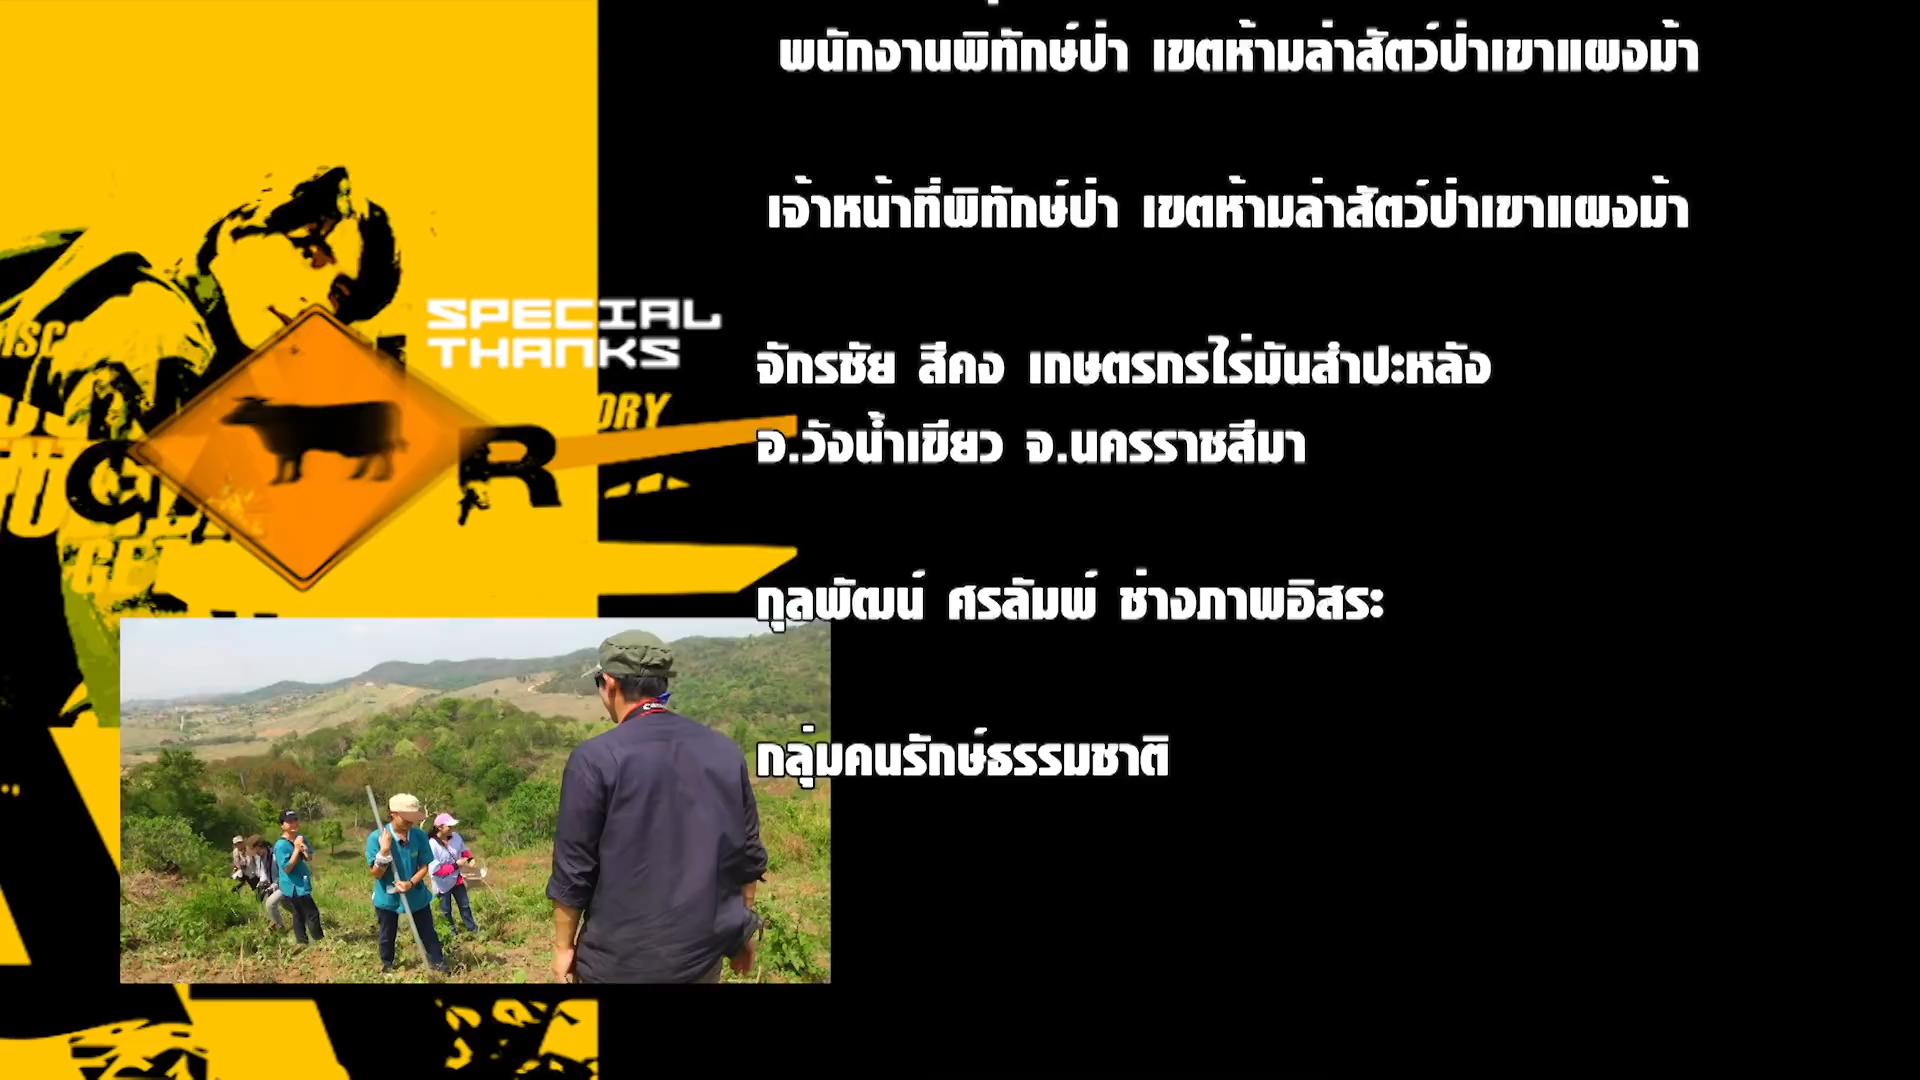 พนักงานพิทักษ์ป่า เขตห้ามล่าสัตว์ป่าเขาแผงม้า
เจ้าหน้าที่พิทักษ์ป่า เขตห้ามล่าสัตว์ป่าเขาแผงม้า
SPECIAL
THANKS
จักรชัย สีคง เกษตรกรไร่มันสำปะหลัง
อ.วังน้ำเขียว จ.นครราชสีมา
กุลพัฒน์ ศรลัมพ์ ช่างภาพอิสระ
กลุ่มคนรักษ์ธรรมชาติ